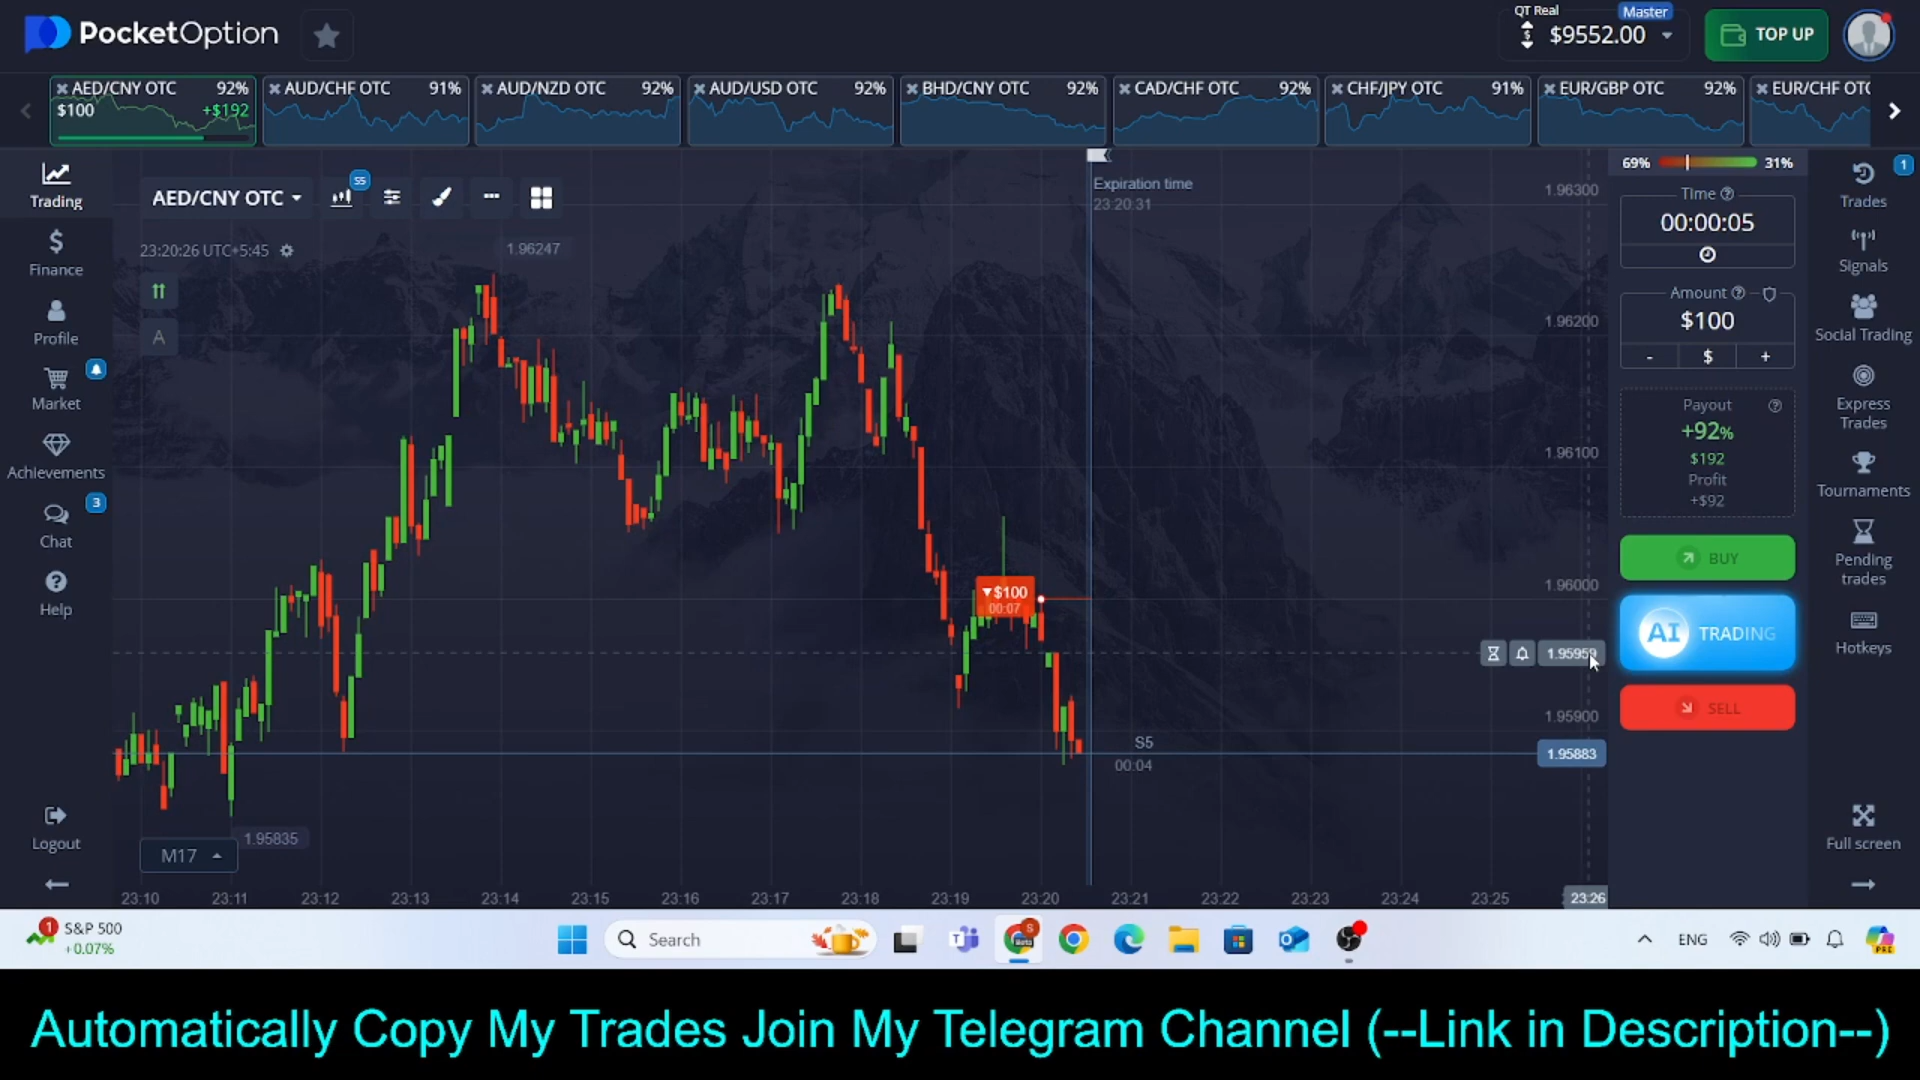 PocketOption
QT Real
Master
$9552.00
TOP UP
AED/CNY OTC 92%
$100 +$192
AUD/CHF OTC 91%
AUD/NZD OTC 92%
AUD/USD OTC 92%
BHD/CNY OTC 92%
CAD/CHF OTC 92%
CHF/JPY OTC 91%
EUR/GBP OTC 92%
EUR/CHF OTC
Trading
Finance
Profile
Market
Achievements
3
Chat
Help
Logout
AED/CNY OTC
S5
23:20:26 UTC+5:45
A
1.96247
Expiration time
23:20:31
1.96300
1.96200
1.96100
1.96000
1.95959
1.95900
1.95883
$100
00:07
S5
00:04
1.95835
M17
23:10 23:11 23:12 23:13 23:14 23:15 23:16 23:17 23:18 23:19 23:20 23:21 23:22 23:23 23:24 23:25 23:26
69% 31%
Time
00:00:05
Amount
$100
- $ +
Payout
+92%
$192
Profit
+$92
BUY
AI TRADING
SELL
1
Trades
Signals
Social Trading
Express
Trades
Tournaments
Pending
trades
Hotkeys
Full screen
1
S&P 500
+0.07%
Search
ENG
Automatically Copy My Trades Join My Telegram Channel (--Link in Description--)